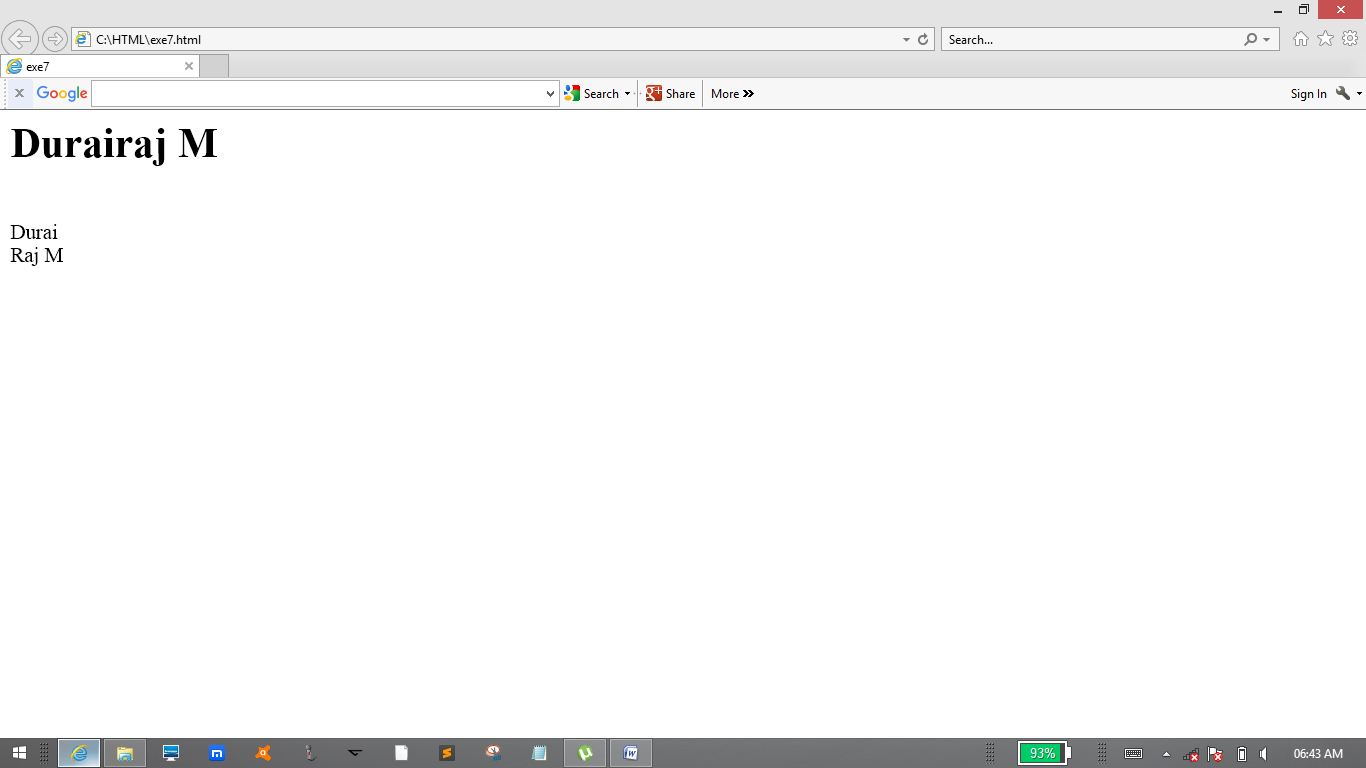 C:\HTML\exe7.html
Search...
exe7
Google
Search
Share
More
Sign In
Durairaj M
Durai
Raj M
93%
06:43 AM